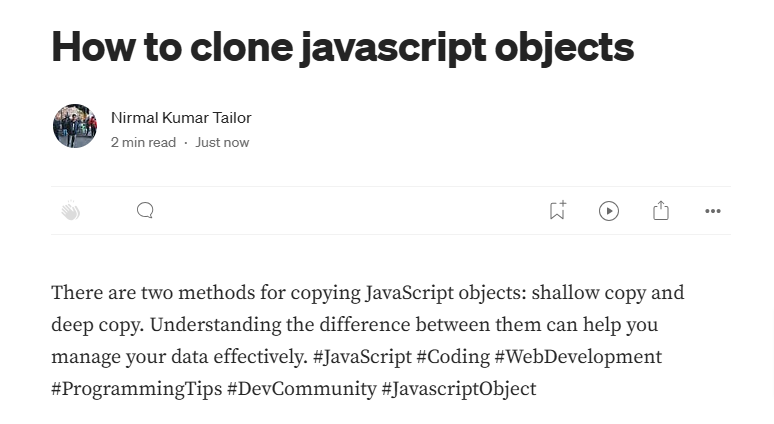 How to clone javascript objects
Nirmal Kumar Tailor
2 min read · Just now
There are two methods for copying JavaScript objects: shallow copy and
deep copy. Understanding the difference between them can help you
manage your data effectively. #JavaScript #Coding #WebDevelopment
#ProgrammingTips #DevCommunity #JavascriptObject